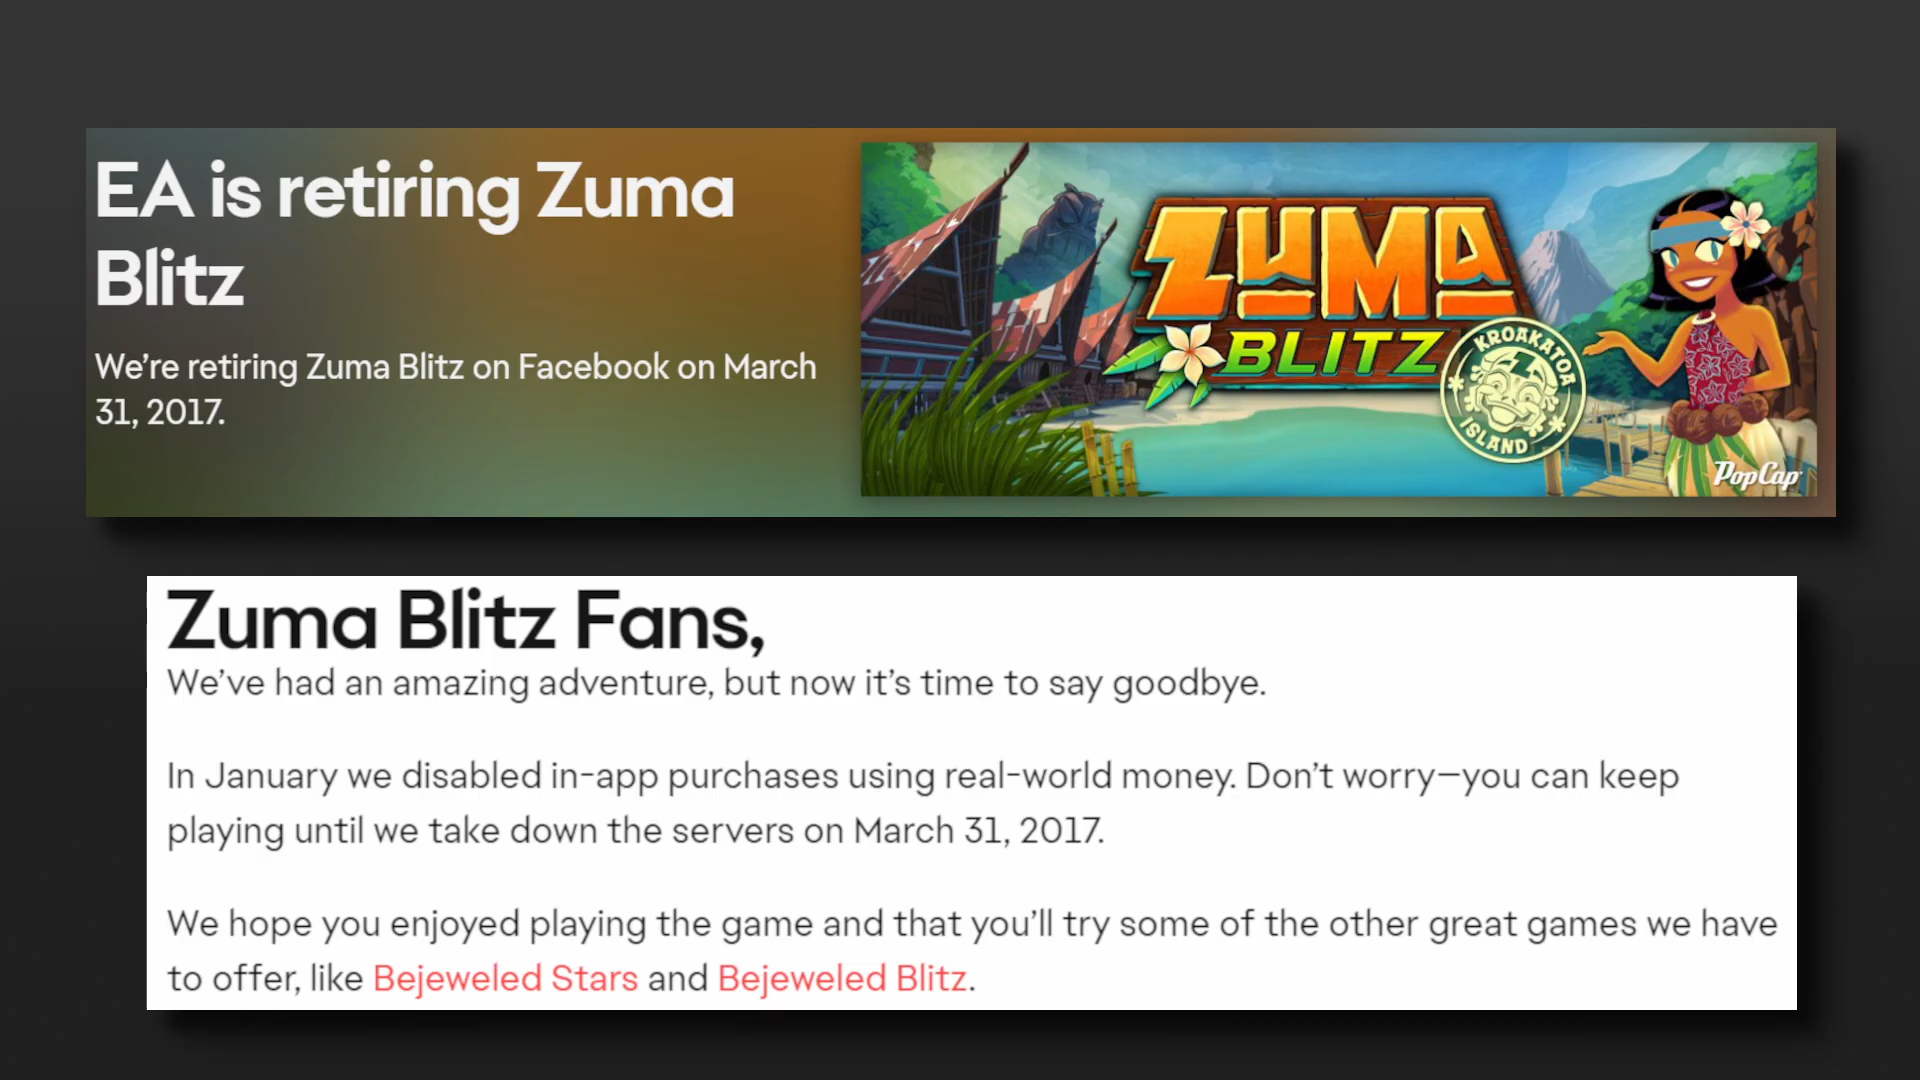 EA is retiring Zuma
Blitz
We're retiring Zuma Blitz on Facebook on March
31, 2017.
ZUMA
BLITZ
KROAKATOA
ISLAND
PopCap
Zuma Blitz Fans,
We've had an amazing adventure, but now it's time to say goodbye.
In January we disabled in-app purchases using real-world money. Don't worry—you can keep
playing until we take down the servers on March 31, 2017.
We hope you enjoyed playing the game and that you'll try some of the other great games we have
to offer, like Bejeweled Stars and Bejeweled Blitz.